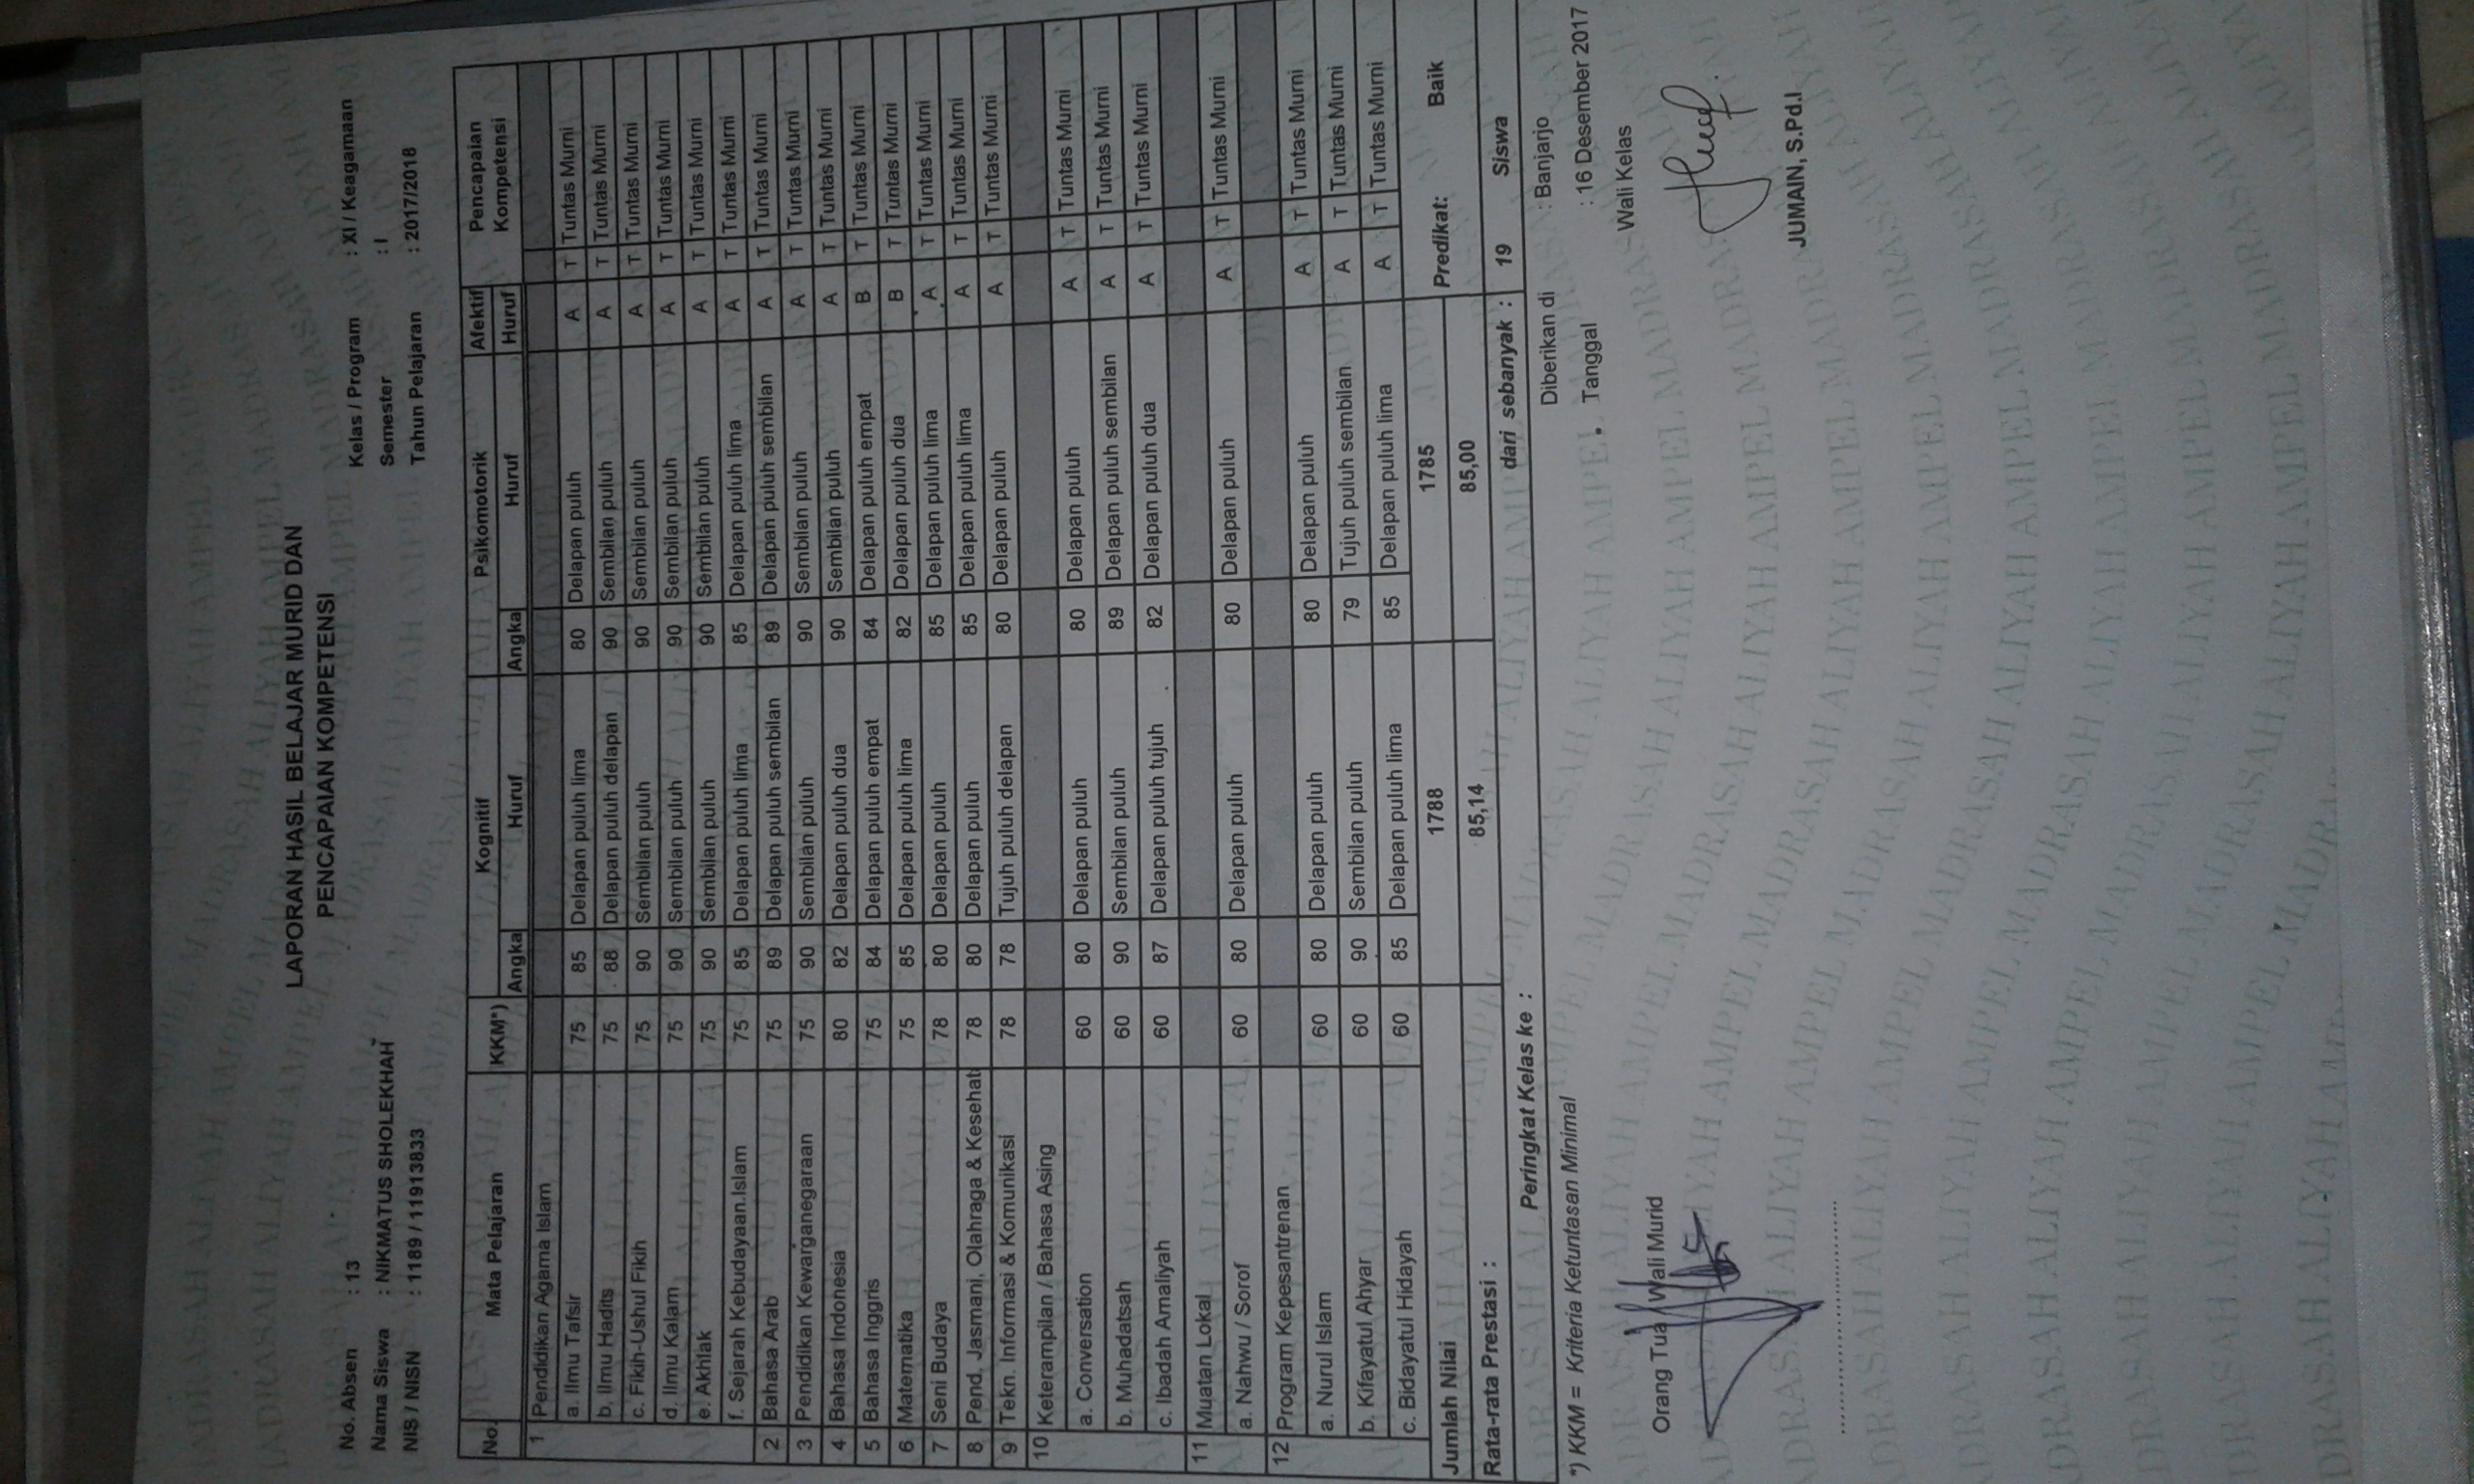 LAPORAN HASIL BELAJAR MURID DAN
PENCAPAIAN KOMPETENSI
No. Absen : 13
Nama Siswa : NIKMATUS SHOLEKHAH
NIS / NISN : 1189 / 11913833
Kelas / Program : XI / Keagamaan
Semester : I
Tahun Pelajaran : 2017/2018
No. Mata Pelajaran KKM*) Kognitif Psikomotorik Afektif Pencapaian Kompetensi
Angka Huruf Angka Huruf Huruf
1 Pendidikan Agama Islam
a. Ilmu Tafsir 75 85 Delapan puluh lima 80 Delapan puluh A T Tuntas Murni
b. Ilmu Hadits 75 88 Delapan puluh delapan 90 Sembilan puluh A T Tuntas Murni
c. Fikih-Ushul Fikih 75 90 Sembilan puluh 90 Sembilan puluh A T Tuntas Murni
d. Ilmu Kalam 75 90 Sembilan puluh 90 Sembilan puluh A T Tuntas Murni
e. Akhlak 75 90 Sembilan puluh 90 Sembilan puluh A T Tuntas Murni
f. Sejarah Kebudayaan Islam 75 85 Delapan puluh lima 85 Delapan puluh lima A T Tuntas Murni
2 Bahasa Arab 75 89 Delapan puluh sembilan 89 Delapan puluh sembilan A T Tuntas Murni
3 Pendidikan Kewarganegaraan 75 90 Sembilan puluh 90 Sembilan puluh A T Tuntas Murni
4 Bahasa Indonesia 80 82 Delapan puluh dua 90 Sembilan puluh A T Tuntas Murni
5 Bahasa Inggris 75 84 Delapan puluh empat 84 Delapan puluh empat B T Tuntas Murni
6 Matematika 75 85 Delapan puluh lima 82 Delapan puluh dua B T Tuntas Murni
7 Seni Budaya 78 80 Delapan puluh 85 Delapan puluh lima A T Tuntas Murni
8 Pend. Jasmani, Olahraga & Kesehat 78 80 Delapan puluh 85 Delapan puluh lima A T Tuntas Murni
9 Tekn. Informasi & Komunikasi 78 78 Tujuh puluh delapan 80 Delapan puluh A T Tuntas Murni
10 Keterampilan / Bahasa Asing
a. Conversation 60 80 Delapan puluh 80 Delapan puluh A T Tuntas Murni
b. Muhadatsah 60 90 Sembilan puluh 89 Delapan puluh sembilan A T Tuntas Murni
c. Ibadah Amaliyah 60 87 Delapan puluh tujuh 82 Delapan puluh dua A T Tuntas Murni
11 Muatan Lokal
a. Nahwu / Sorof 60 80 Delapan puluh 80 Delapan puluh A T Tuntas Murni
12 Program Kepesantrenan
a. Nurul Islam 60 80 Delapan puluh 80 Delapan puluh A T Tuntas Murni
b. Kifayatul Ahyar 60 90 Sembilan puluh 79 Tujuh puluh sembilan A T Tuntas Murni
c. Bidayatul Hidayah 60 85 Delapan puluh lima 85 Delapan puluh lima A T Tuntas Murni
Jumlah Nilai 1788 1785 Predikat: Baik
Rata-rata Prestasi : 85,14 85,00
Peringkat Kelas ke : dari sebanyak : 19 Siswa
*) KKM = Kriteria Ketuntasan Minimal
Diberikan di : Banjarjo
Tanggal : 16 Desember 2017
Orang Tua / Wali Murid
Wali Kelas
JUMAIN, S.Pd.I
MADRASAH ALIYAH AMPEL